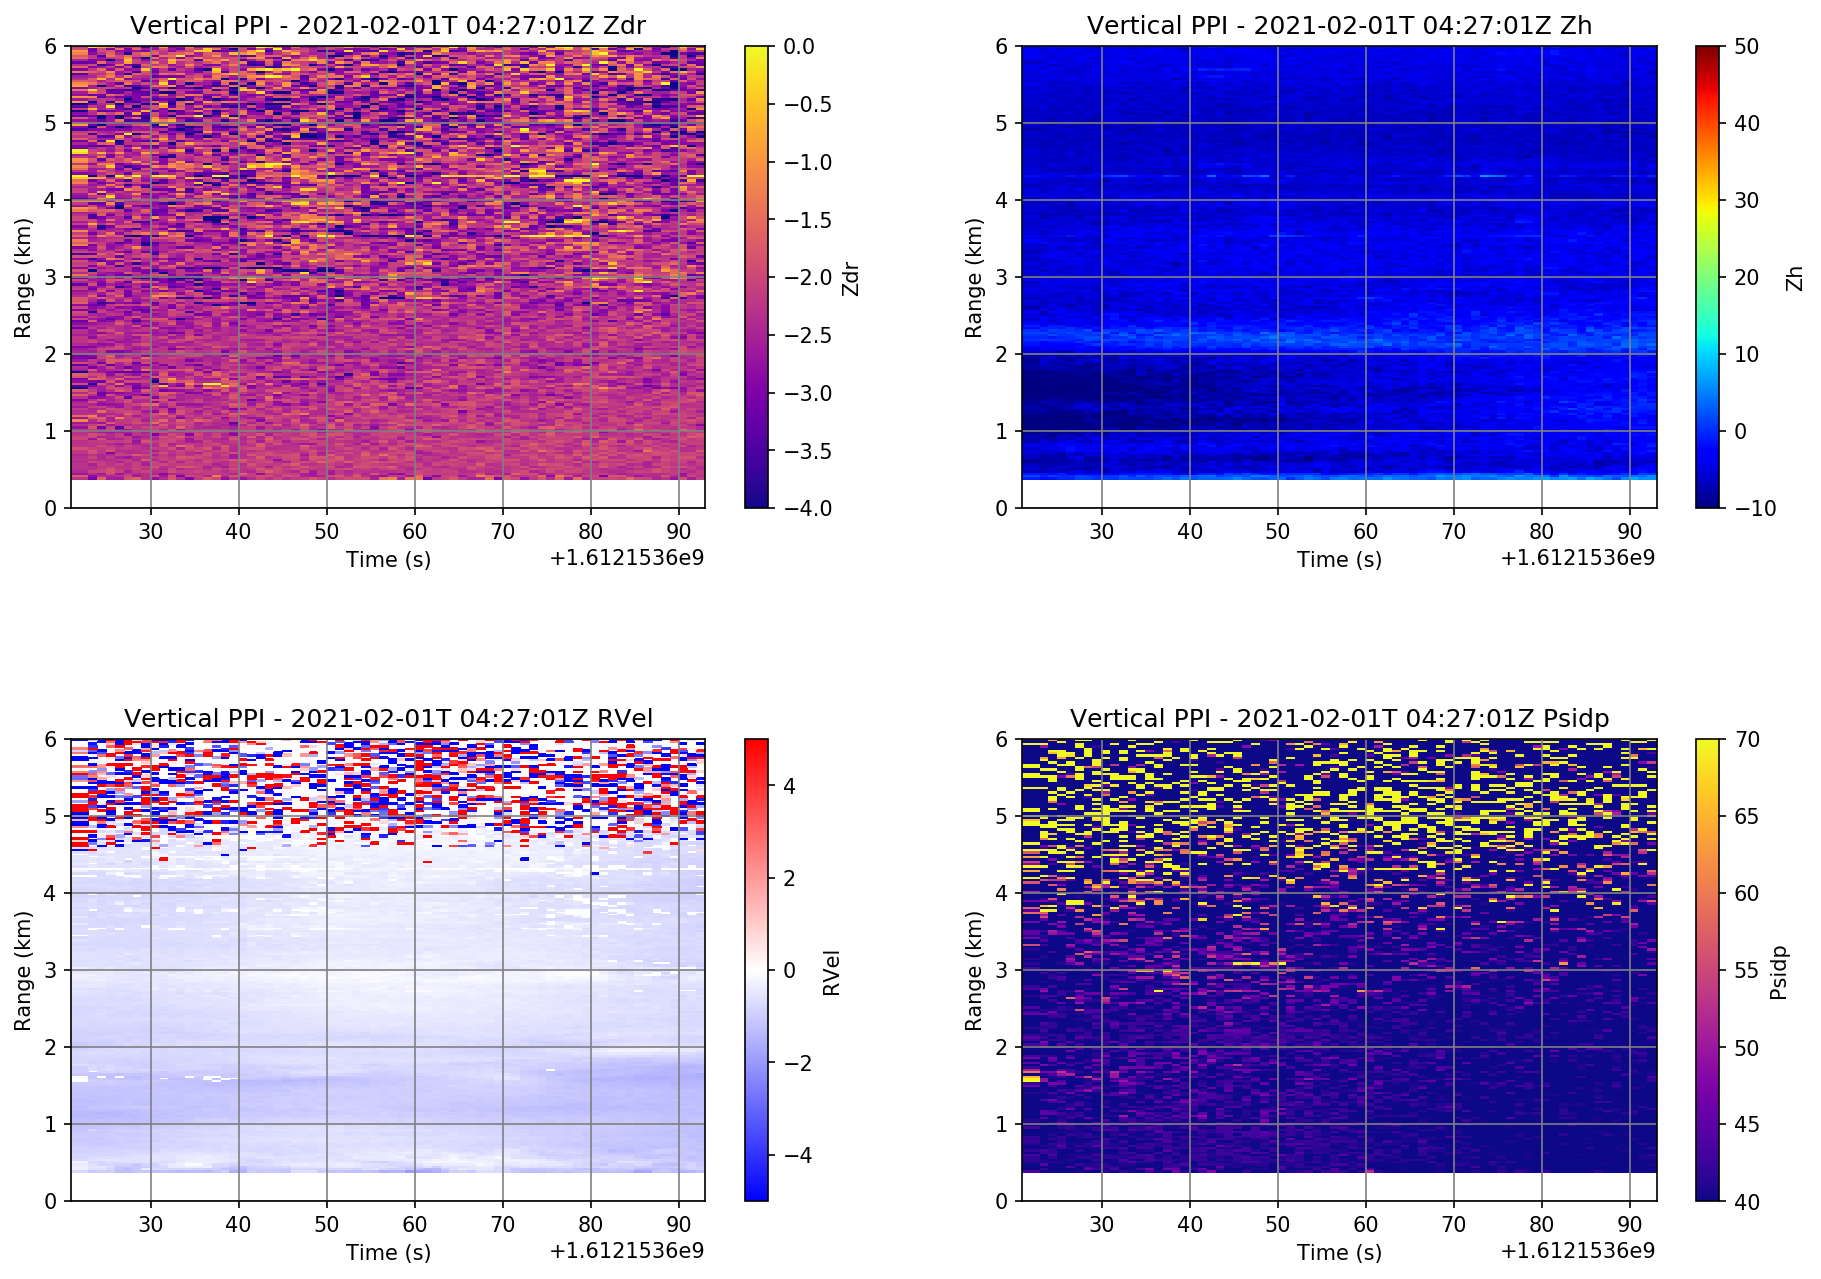 Vertical PPI - 2021-02-01T 04:27:01Z Zdr
6
5
4
3
2
1
0
Range (km)
30 40 50 60 70 80 90
Time (s)
+1.6121536e9
0.0
−0.5
−1.0
−1.5
−2.0
−2.5
−3.0
−3.5
−4.0
Zdr
Vertical PPI - 2021-02-01T 04:27:01Z Zh
6
5
4
3
2
1
0
Range (km)
30 40 50 60 70 80 90
Time (s)
+1.6121536e9
50
40
30
20
10
0
−10
Zh
Vertical PPI - 2021-02-01T 04:27:01Z RVel
6
5
4
3
2
1
0
Range (km)
30 40 50 60 70 80 90
Time (s)
+1.6121536e9
4
2
0
−2
−4
RVel
Vertical PPI - 2021-02-01T 04:27:01Z Psidp
6
5
4
3
2
1
0
Range (km)
30 40 50 60 70 80 90
Time (s)
+1.6121536e9
70
65
60
55
50
45
40
Psidp